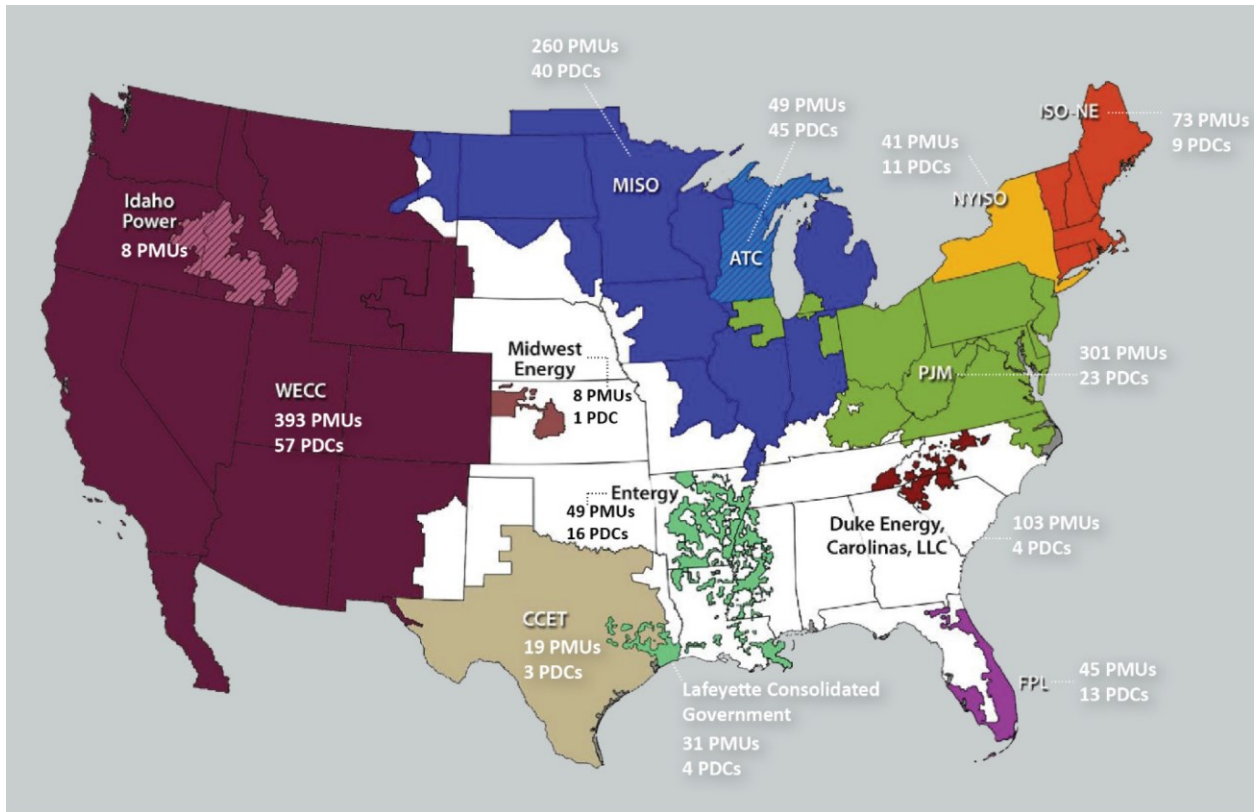 260 PMUs
40 PDCs
49 PMUs
45 PDCs
ISO-NE
73 PMUs
9 PDCs
41 PMUs
11 PDCs
MISO
NYISO
Idaho
Power
8 PMUs
ATC
Midwest
Energy
8 PMUs
1 PDC
PJM
301 PMUs
23 PDCs
WECC
393 PMUs
57 PDCs
Entergy
49 PMUs
16 PDCs
Duke Energy,
Carolinas, LLC
103 PMUs
4 PDCs
CCET
19 PMUs
3 PDCs
Lafeyette Consolidated
Government
31 PMUs
4 PDCs
FPL
45 PMUs
13 PDCs